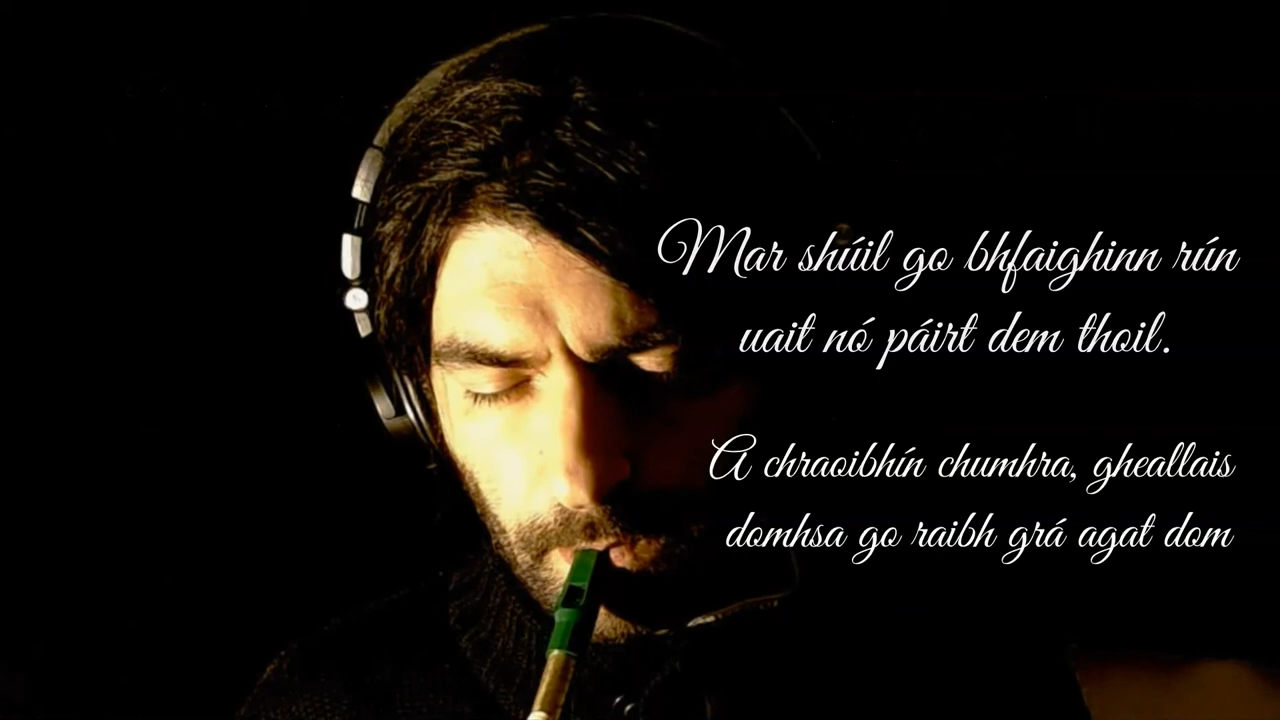 Mar shúil go bhfaighinn rún
uait nó páirt dem thoil.
A chraoibhín chumhra, gheallais
domhsa go raibh grá agat dom